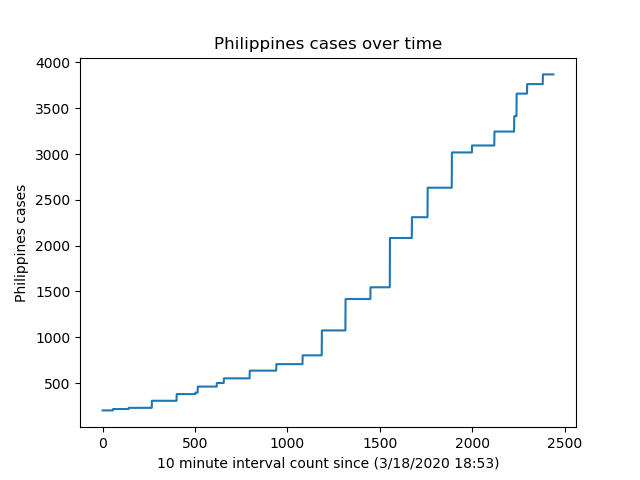 Philippines cases over time
4000
3500
3000
2500
2000
1500
1000
500
Philippines cases
0 500 1000 1500 2000 2500
10 minute interval count since (3/18/2020 18:53)